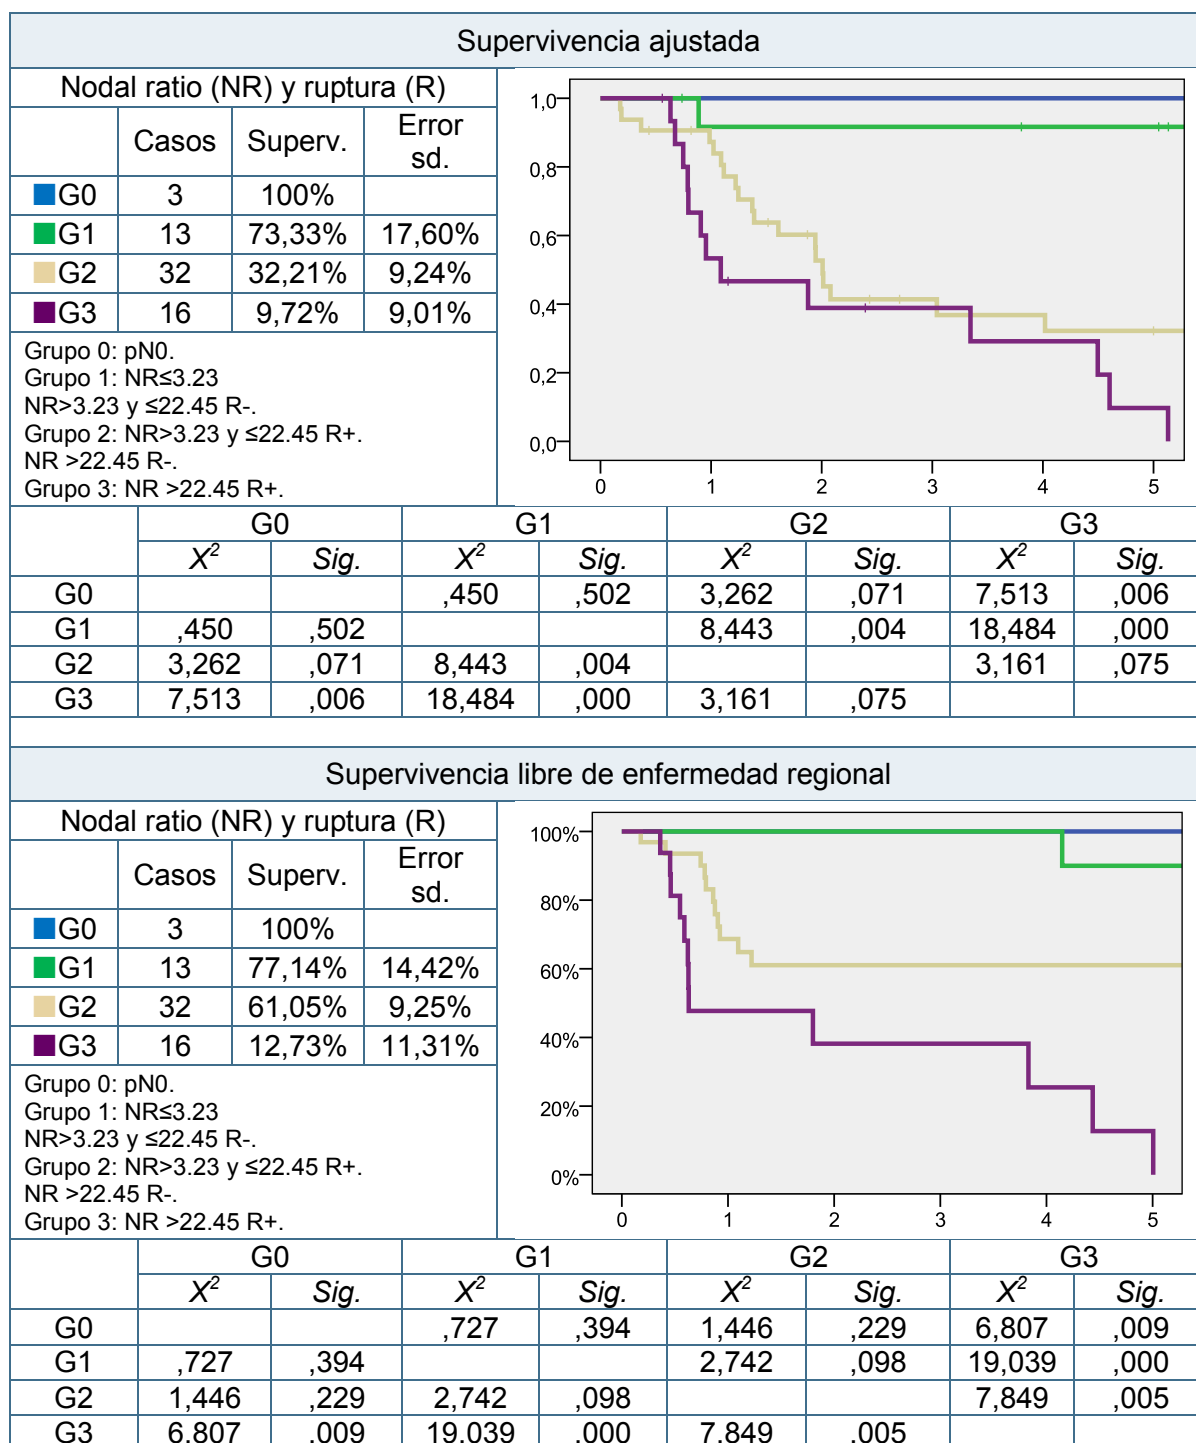 Supervivencia ajustada
Nodal ratio (NR) y ruptura (R)
Casos Superv. Error sd.
G0 3 100%
G1 13 73,33% 17,60%
G2 32 32,21% 9,24%
G3 16 9,72% 9,01%
Grupo 0: pN0.
Grupo 1: NR≤3.23
NR>3.23 y ≤22.45 R-.
Grupo 2: NR>3.23 y ≤22.45 R+.
NR >22.45 R-.
Grupo 3: NR >22.45 R+.
1,0
0,8
0,6
0,4
0,2
0,0
0 1 2 3 4 5
G0 G1 G2 G3
X² Sig. X² Sig. X² Sig. X² Sig.
G0 ,450 ,502 3,262 ,071 7,513 ,006
G1 ,450 ,502 8,443 ,004 18,484 ,000
G2 3,262 ,071 8,443 ,004 3,161 ,075
G3 7,513 ,006 18,484 ,000 3,161 ,075
Supervivencia libre de enfermedad regional
Nodal ratio (NR) y ruptura (R)
Casos Superv. Error sd.
G0 3 100%
G1 13 77,14% 14,42%
G2 32 61,05% 9,25%
G3 16 12,73% 11,31%
Grupo 0: pN0.
Grupo 1: NR≤3.23
NR>3.23 y ≤22.45 R-.
Grupo 2: NR>3.23 y ≤22.45 R+.
NR >22.45 R-.
Grupo 3: NR >22.45 R+.
100%
80%
60%
40%
20%
0%
0 1 2 3 4 5
G0 G1 G2 G3
X² Sig. X² Sig. X² Sig. X² Sig.
G0 ,727 ,394 1,446 ,229 6,807 ,009
G1 ,727 ,394 2,742 ,098 19,039 ,000
G2 1,446 ,229 2,742 ,098 7,849 ,005
G3 6,807 ,009 19,039 ,000 7,849 ,005